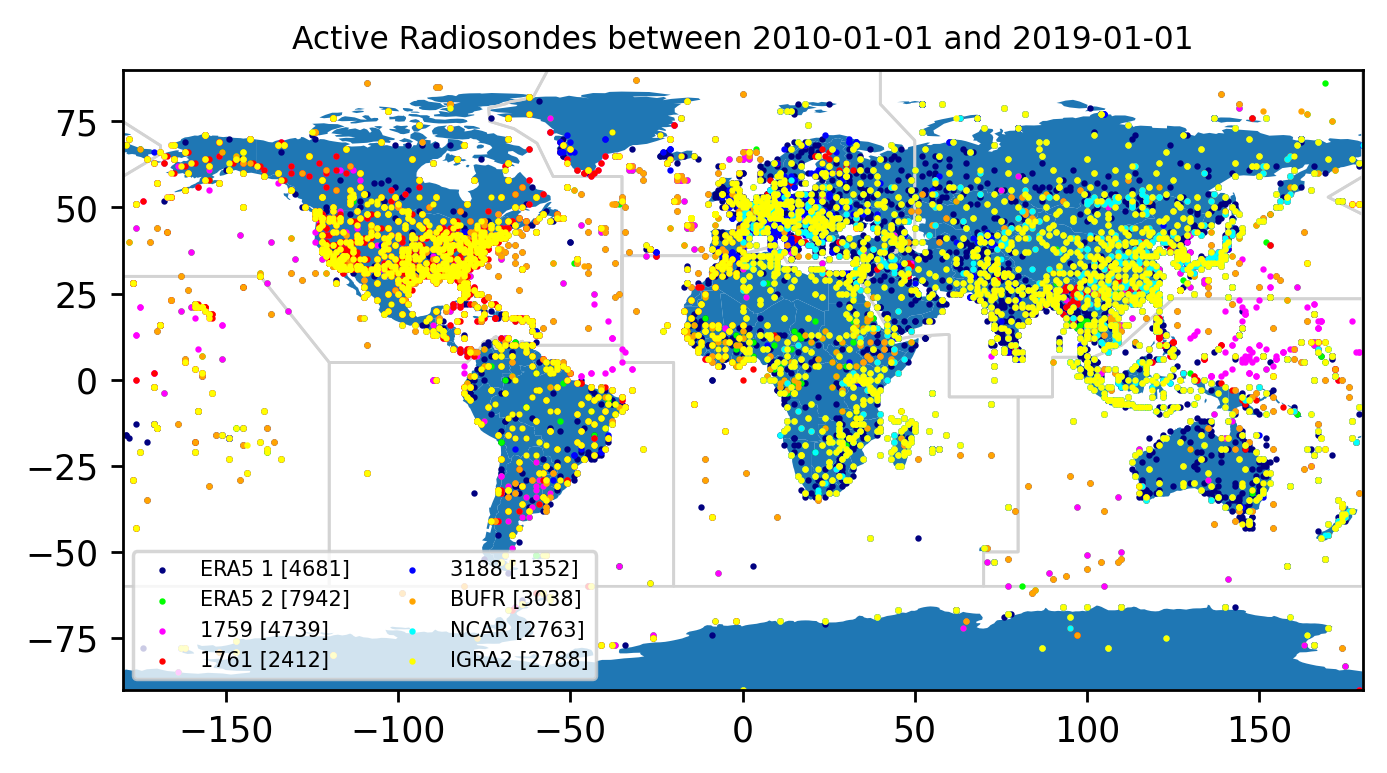 Active Radiosondes between 2010-01-01 and 2019-01-01
75
50
25
0
−25
−50
−75
ERA5 1 [4681]
ERA5 2 [7942]
1759 [4739]
1761 [2412]
3188 [1352]
BUFR [3038]
NCAR [2763]
IGRA2 [2788]
−150 −100 −50 0 50 100 150